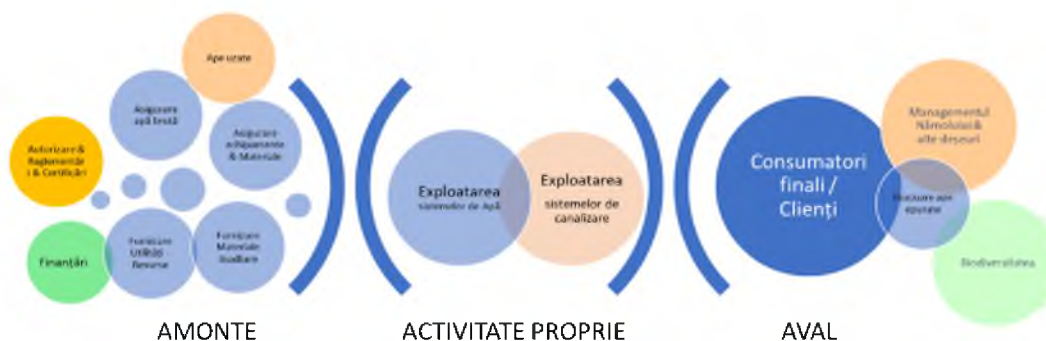 Ape uzate
Asigurare
apă brută
Asigurare
echipamente
& Materiale
Autorizare &
Reglementăr
i & Certificări
Finanțări
Furnizare
Utilități -
Resurse
Furnizare
Materiale
auxiliare
AMONTE
Exploatarea
sistemelor de Apă
Exploatarea
sistemelor de
canalizare
ACTIVITATE PROPRIE
Consumatori
finali /
Clienți
Managementul
Nămolului &
alte deșeuri
ape
epurate
Biodiversitatea
AVAL